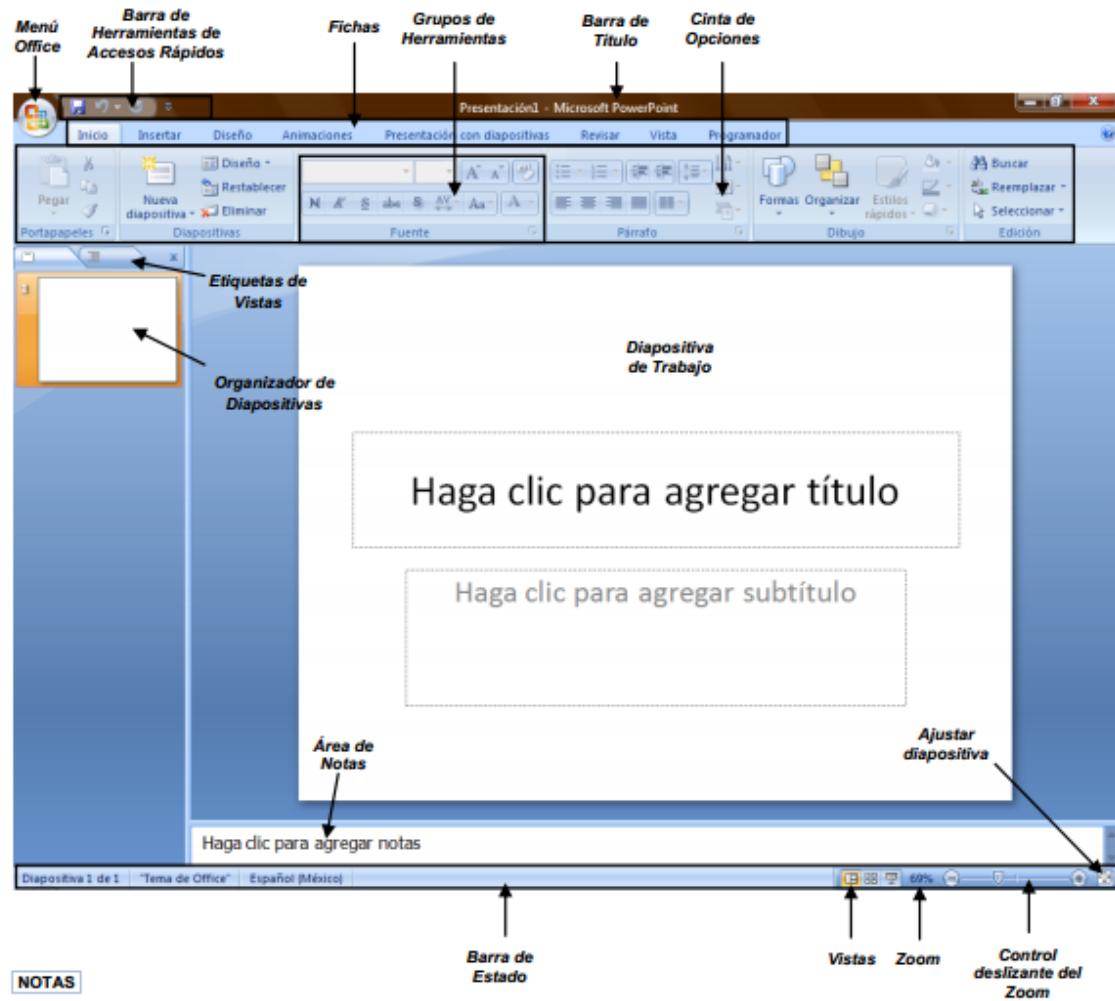 Menú
Office
Barra de
Herramientas de
Accesos Rápidos
Fichas
Grupos de
Herramientas
Barra de
Titulo
Cinta de
Opciones
Presentación1 - Microsoft PowerPoint
Inicio Insertar Diseño Animaciones Presentación con diapositivas Revisar Vista Programador
Pegar
Portapapeles
Nueva
diapositiva
Diseño
Restablecer
Eliminar
Diapositivas
N K S abc S AV Aa A
Fuente
Párrafo
Formas Organizar Estilos
rápidos
Dibujo
Buscar
Reemplazar
Seleccionar
Edición
Etiquetas de
Vistas
Organizador de
Diapositivas
Diapositiva
de Trabajo
Haga clic para agregar título
Haga clic para agregar subtítulo
Área de
Notas
Ajustar
diapositiva
Haga clic para agregar notas
Diapositiva 1 de 1 "Tema de Office" Español (México) 69%
Barra de
Estado
Vistas
Zoom
Control
deslizante del
Zoom
NOTAS